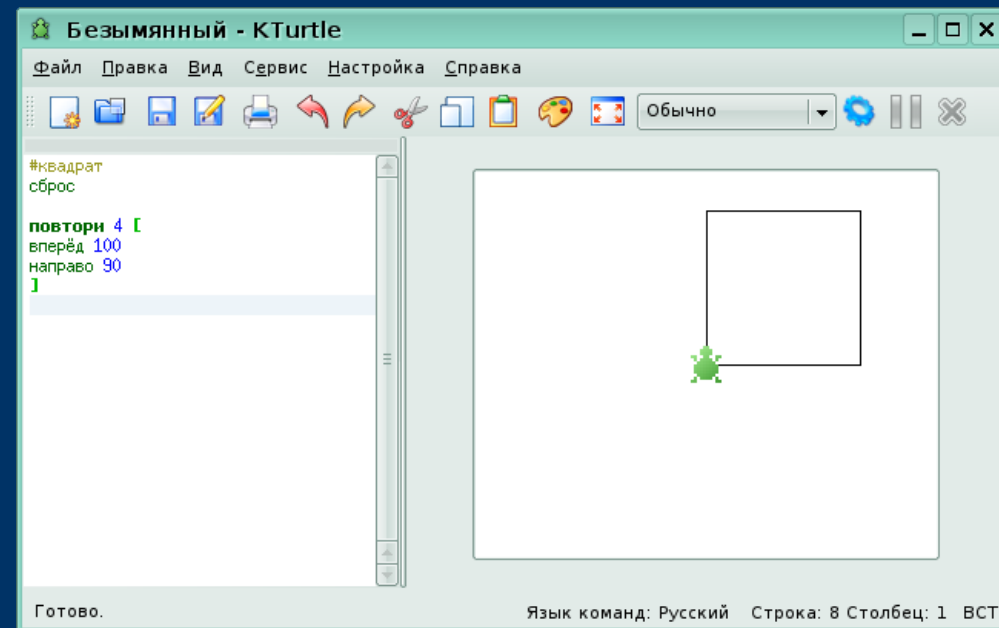 Безымянный - KTurtle
Файл Правка Вид Сервис Настройка Справка
Обычно
#квадрат
сброс
повтори 4 [
вперёд 100
направо 90
]
Готово.
Язык команд: Русский Строка: 8 Столбец: 1 ВСТ